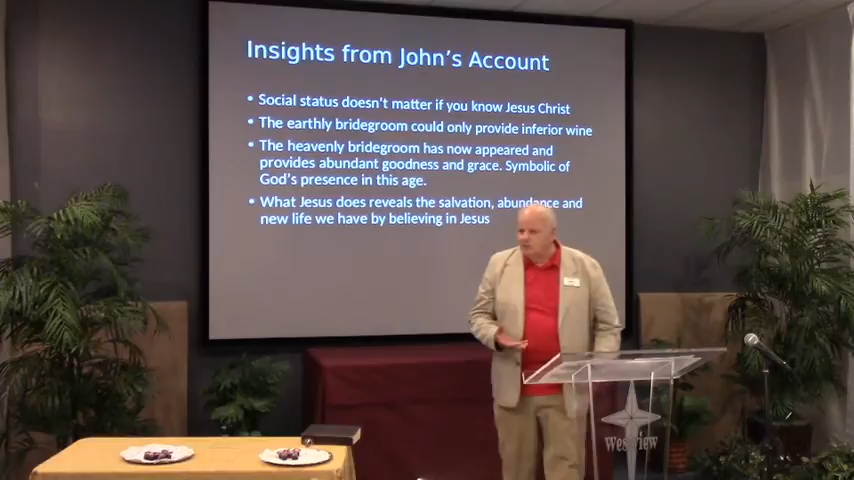 Insights from John's Account
• Social status doesn't matter if you know Jesus Christ
• The earthly bridegroom could only provide inferior wine
• The heavenly bridegroom has now appeared and
provides abundant goodness and grace. Symbolic of
God's presence in this age.
• What Jesus does reveals the salvation, abundance and
new life we have by believing in Jesus
Westview